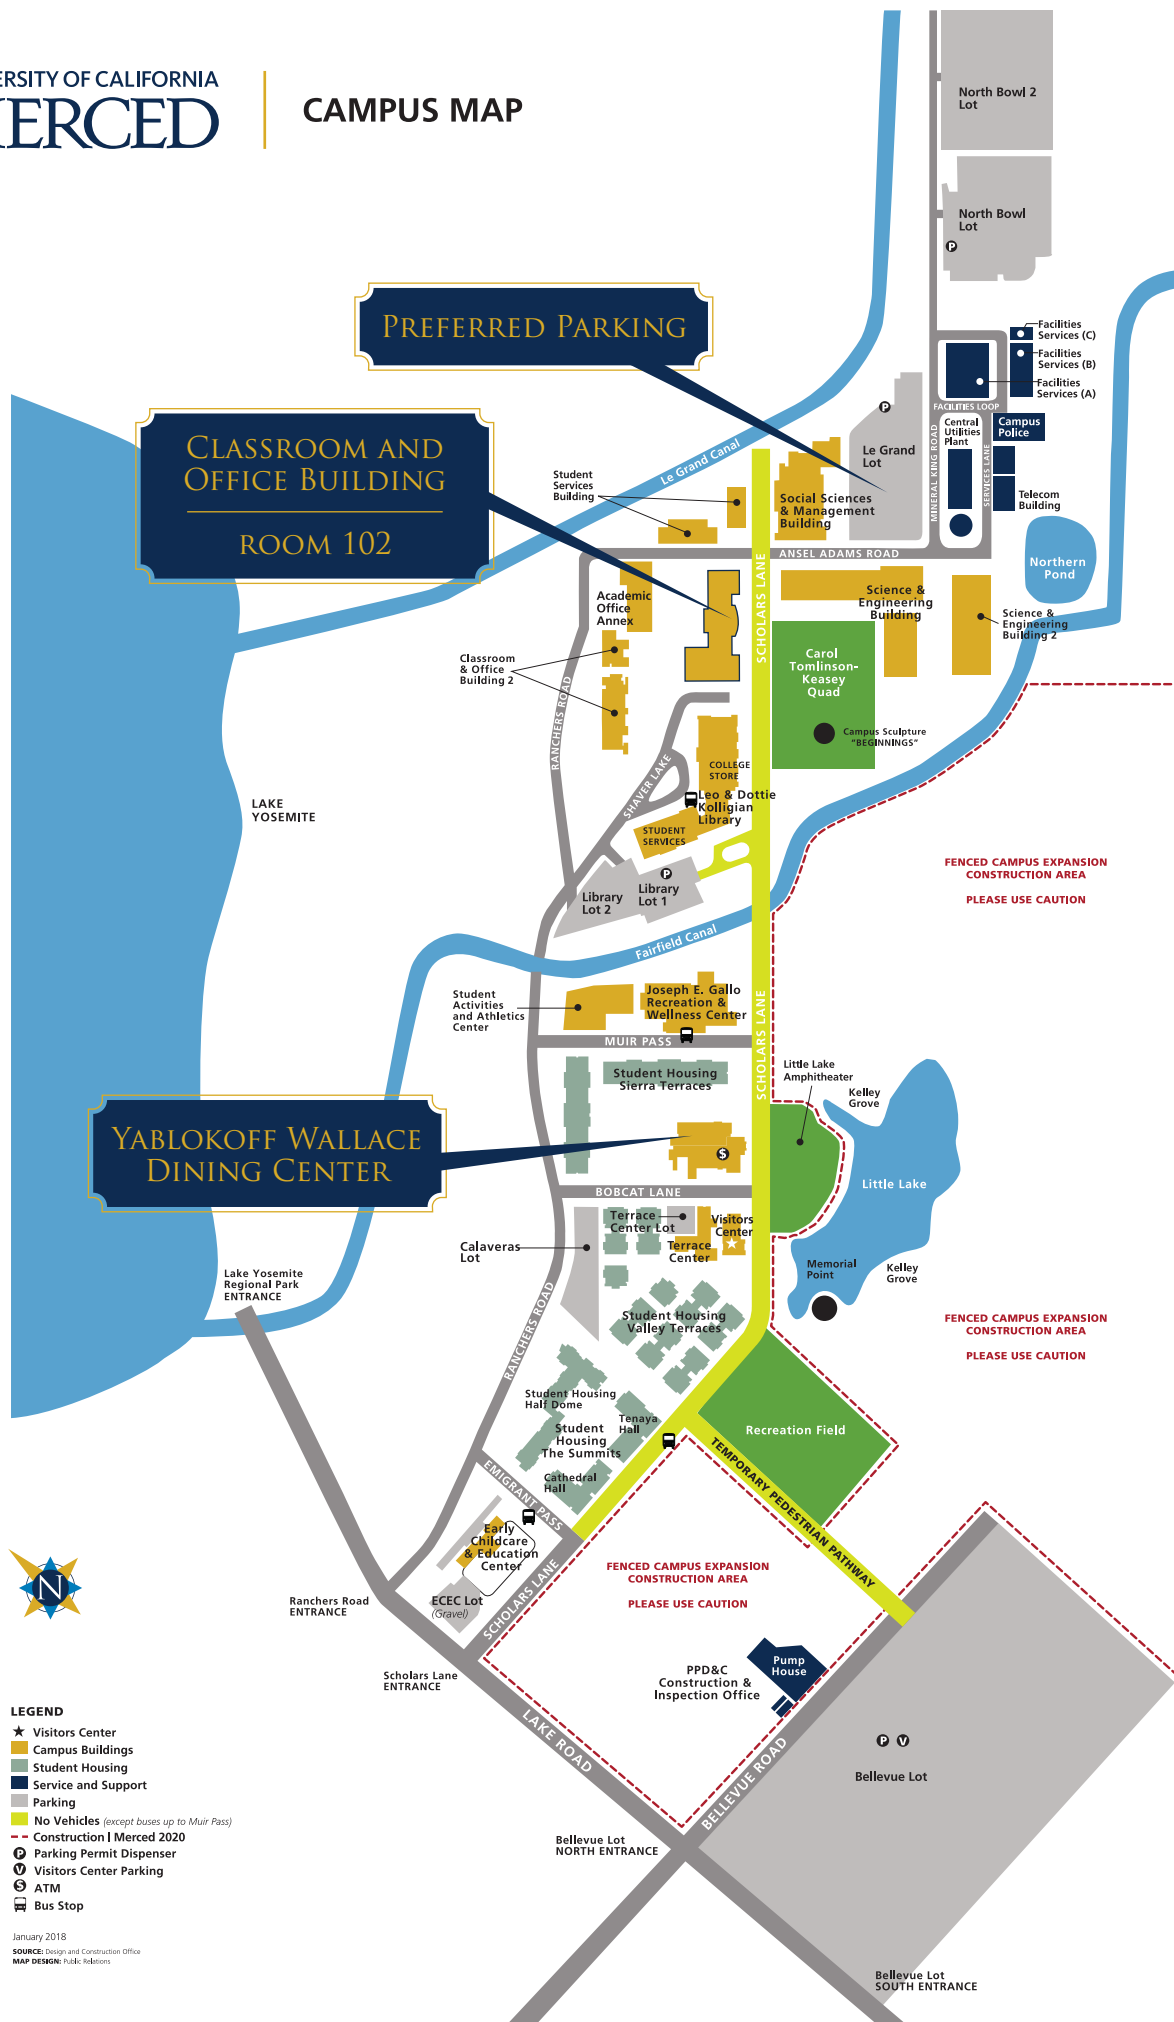 ERSITY OF CALIFORNIA
ERCED
CAMPUS MAP
North Bowl 2
Lot
North Bowl
Lot
P
PREFERRED PARKING
Facilities
Services (C)
Facilities
Services (B)
Facilities
Services (A)
FACILITIES LOOP
P
Le Grand
Lot
MINERAL KING ROAD
Central
Utilities
Plant
SERVICES LANE
Campus
Police
Telecom
Building
CLASSROOM AND
OFFICE BUILDING
ROOM 102
Le Grand Canal
Student
Services
Building
Social Sciences
& Management
Building
ANSEL ADAMS ROAD
Northern
Pond
Academic
Office
Annex
SCHOLARS LANE
Science &
Engineering
Building
Science &
Engineering
Building 2
Classroom
& Office
Building 2
Carol
Tomlinson-
Keasey
Quad
Campus Sculpture
"BEGINNINGS"
RANCHERS ROAD
SHAVER LAKE
COLLEGE
STORE
Leo & Dottie
Kolligian
Library
STUDENT
SERVICES
LAKE
YOSEMITE
P
Library
Lot 1
Library
Lot 2
FENCED CAMPUS EXPANSION
CONSTRUCTION AREA
PLEASE USE CAUTION
Fairfield Canal
Student
Activities
and Athletics
Center
Joseph E. Gallo
Recreation &
Wellness Center
SCHOLARS LANE
MUIR PASS
Student Housing
Sierra Terraces
Little Lake
Amphitheater
Kelley
Grove
YABLOKOFF WALLACE
DINING CENTER
$
Little Lake
BOBCAT LANE
Terrace
Center Lot
Visitors
Center
Terrace
Center
Calaveras
Lot
Memorial
Point
Kelley
Grove
Lake Yosemite
Regional Park
ENTRANCE
RANCHERS ROAD
Student Housing
Valley Terraces
FENCED CAMPUS EXPANSION
CONSTRUCTION AREA
PLEASE USE CAUTION
Student Housing
Half Dome
Student
Housing
The Summits
Tenaya
Hall
Cathedral
Hall
Recreation Field
TEMPORARY PEDESTRIAN PATHWAY
EMIGRANT PASS
Early
Childcare
& Education
Center
SCHOLARS LANE
ECEC Lot
(Gravel)
FENCED CAMPUS EXPANSION
CONSTRUCTION AREA
PLEASE USE CAUTION
N
Ranchers Road
ENTRANCE
Scholars Lane
ENTRANCE
PPD&C
Construction &
Inspection Office
Pump
House
LAKE ROAD
BELLEVUE ROAD
P V
Bellevue Lot
Bellevue Lot
NORTH ENTRANCE
Bellevue Lot
SOUTH ENTRANCE
LEGEND
Visitors Center
Campus Buildings
Student Housing
Service and Support
Parking
No Vehicles (except buses up to Muir Pass)
Construction | Merced 2020
P Parking Permit Dispenser
V Visitors Center Parking
$ ATM
Bus Stop
January 2018
SOURCE: Design and Construction Office
MAP DESIGN: Public Relations